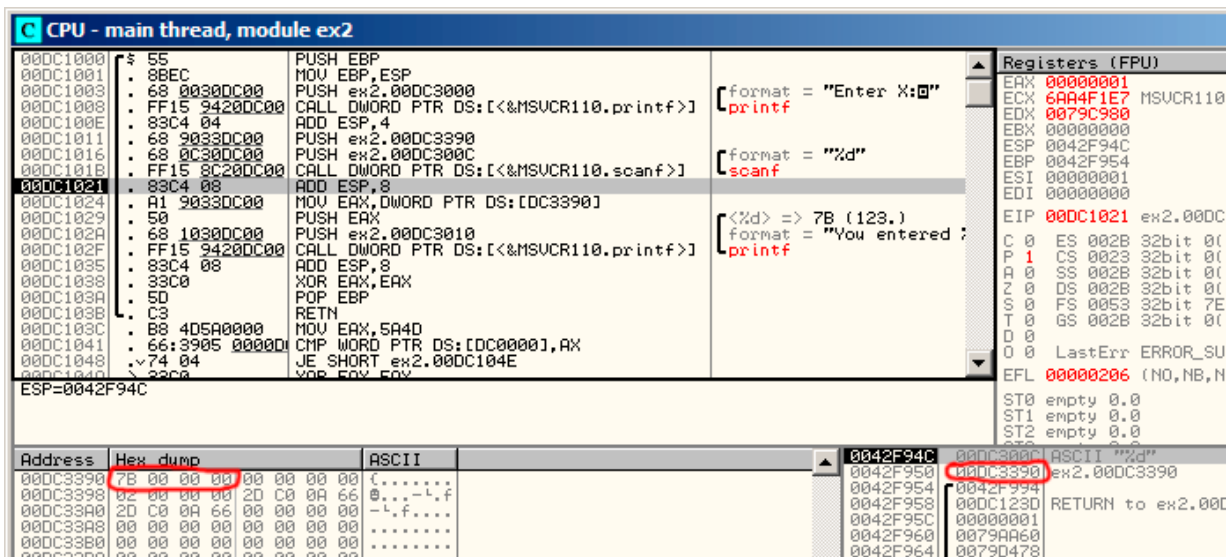 C CPU - main thread, module ex2
00DC1000 $ 55 PUSH EBP
00DC1001 . 8BEC MOV EBP,ESP
00DC1003 . 68 0030DC00 PUSH ex2.00DC3000 format = "Enter X:"
00DC1008 . FF15 9420DC00 CALL DWORD PTR DS:[<&MSVCR110.printf>] printf
00DC100E . 83C4 04 ADD ESP,4
00DC1011 . 68 9033DC00 PUSH ex2.00DC3390
00DC1016 . 68 0C30DC00 PUSH ex2.00DC300C format = "%d"
00DC101B . FF15 8C20DC00 CALL DWORD PTR DS:[<&MSVCR110.scanf>] scanf
00DC1021 . 83C4 08 ADD ESP,8
00DC1024 . A1 9033DC00 MOV EAX,DWORD PTR DS:[DC3390]
00DC1029 . 50 PUSH EAX <%d> => 7B (123.)
00DC102A . 68 1030DC00 PUSH ex2.00DC3010 format = "You entered
00DC102F . FF15 9420DC00 CALL DWORD PTR DS:[<&MSVCR110.printf>] printf
00DC1035 . 83C4 08 ADD ESP,8
00DC1038 . 33C0 XOR EAX,EAX
00DC103A . 5D POP EBP
00DC103B . C3 RETN
00DC103C . B8 4D5A0000 MOV EAX,5A4D
00DC1041 . 66:3905 0000D CMP WORD PTR DS:[DC0000],AX
00DC1048 .v74 04 JE SHORT ex2.00DC104E
ESP=0042F94C
Registers (FPU)
EAX 00000001
ECX 6AA4F1E7 MSVCR110
EDX 0079C980
EBX 00000000
ESP 0042F94C
EBP 0042F954
ESI 00000001
EDI 00000000
EIP 00DC1021 ex2.00DC
C 0 ES 002B 32bit 0(
P 1 CS 0023 32bit 0(
A 0 SS 002B 32bit 0(
Z 0 DS 002B 32bit 0(
S 0 FS 0053 32bit 7E
T 0 GS 002B 32bit 0(
D 0
O 0 LastErr ERROR_SU
EFL 00000206 (NO,NB,N
ST0 empty 0.0
ST1 empty 0.0
ST2 empty 0.0
Address Hex dump ASCII
00DC3390 7B 00 00 00 00 00 00 00 {.......
00DC3398 02 00 00 00 2D C0 0A 66
00DC33A0 2D C0 0A 66 00 00 00 00
00DC33A8 00 00 00 00 00 00 00 00 ........
00DC33B0 00 00 00 00 00 00 00 00 ........
0042F94C 00DC300C ASCII "%d"
0042F950 00DC3390 ex2.00DC3390
0042F954 0042F994
0042F958 00DC123D RETURN to ex2.00D
0042F95C 00000001
0042F960 0079AA60
0042F964 0079D478